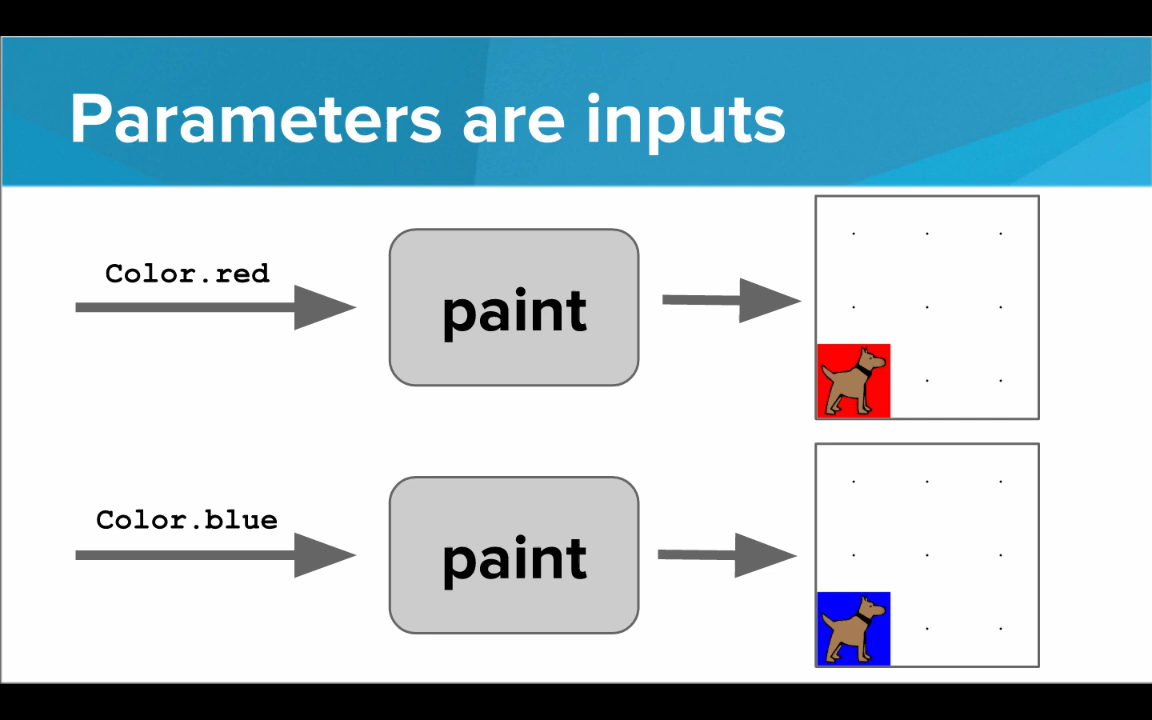 Parameters are inputs
Color.red
paint
Color.blue
paint